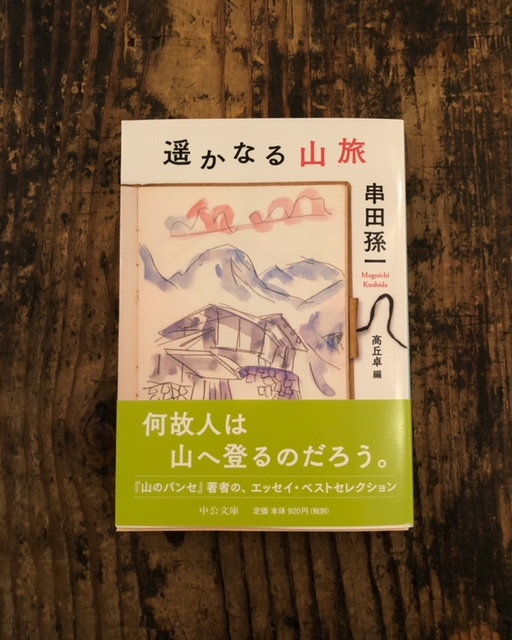 遥かなる山旅
串田孫一
Magoichi
Kushida
高丘卓 編
何故人は
山へ登るのだろう。
『山のパンセ』著者の、エッセイ・ベストセレクション
中公文庫 定価 本体920円(税別)